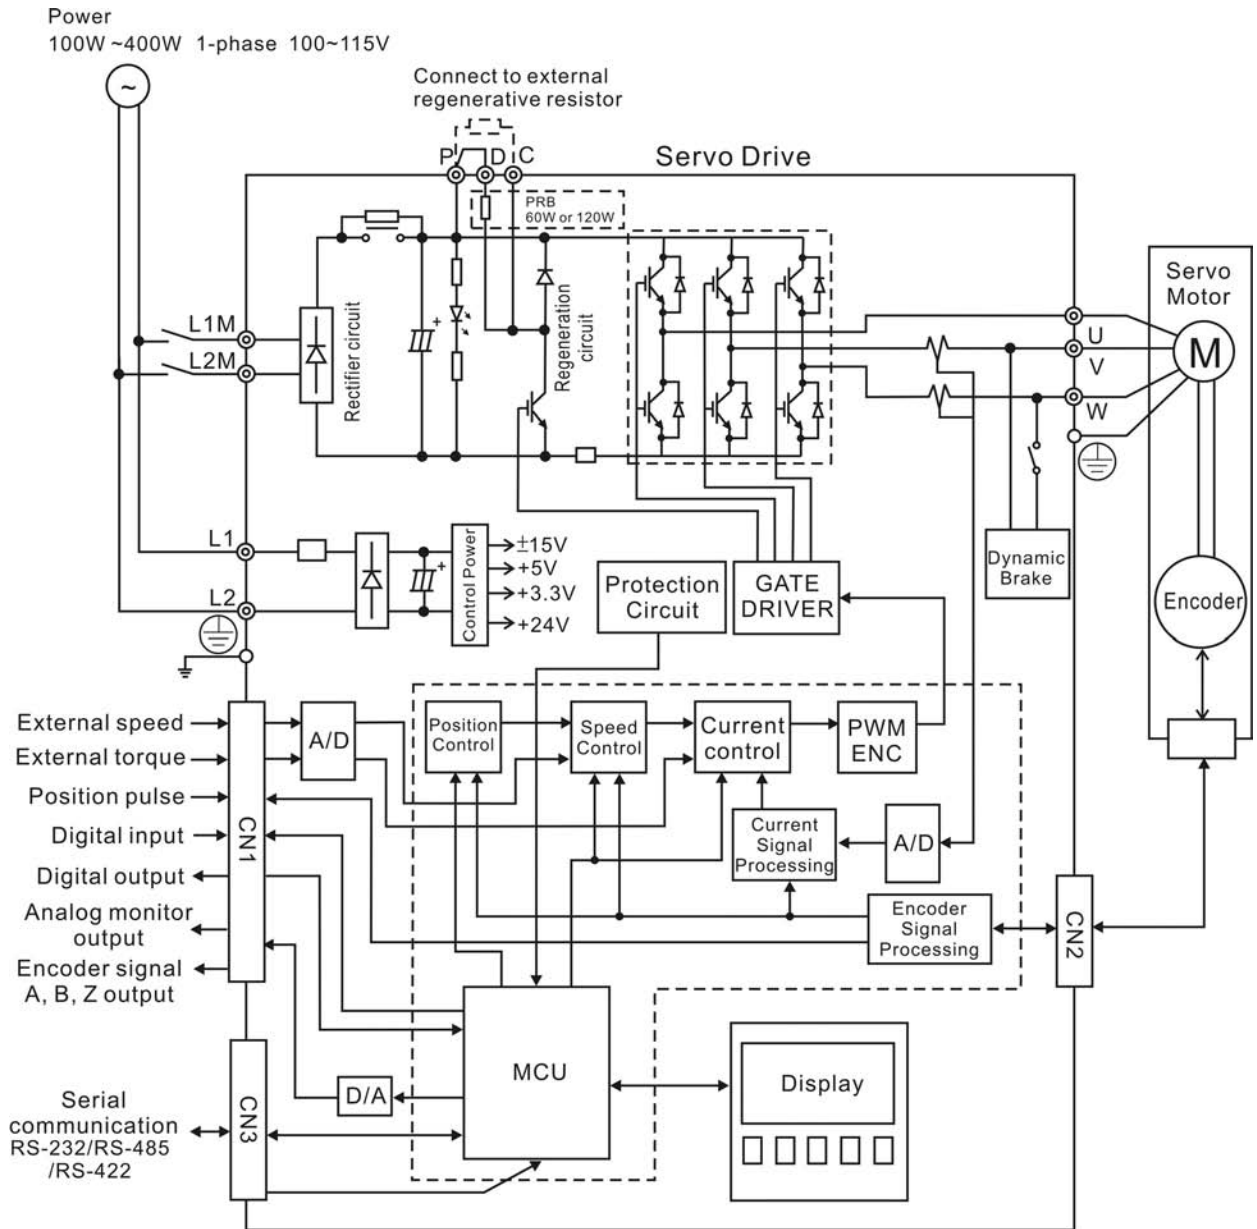 Power
100W ~400W 1-phase 100~115V
~
Connect to external
regenerative resistor
P D C
Servo Drive
PRB
60W or 120W
Servo
Motor
L1M
L2M
Rectifier circuit
+
Regeneration
circuit
U
V
W
M
L1
L2
+
Control Power
±15V
+5V
+3.3V
+24V
Protection
Circuit
GATE
DRIVER
Dynamic
Brake
Encoder
External speed
External torque
Position pulse
Digital input
Digital output
Analog monitor
output
Encoder signal
A, B, Z output
CN1
A/D
Position
Control
Speed
Control
Current
control
PWM
ENC
Current
Signal
Processing
A/D
Encoder
Signal
Processing
CN2
MCU
D/A
Display
Serial
communication
RS-232/RS-485
/RS-422
CN3